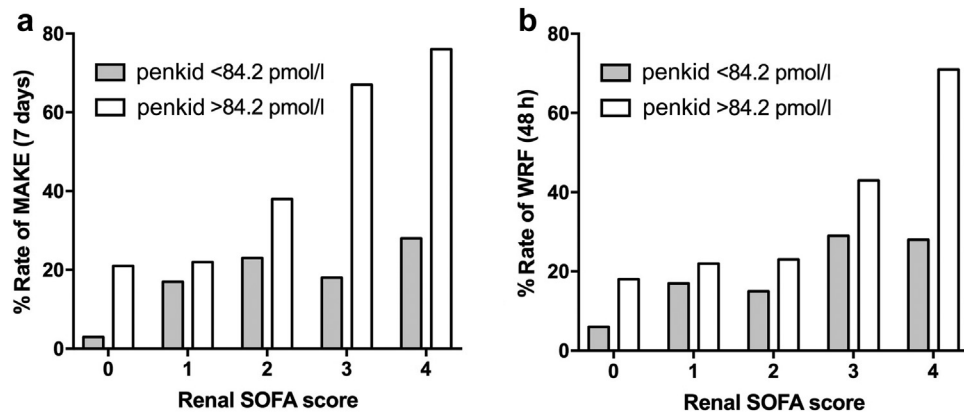 a
80
60
40
20
0
% Rate of MAKE (7 days)
penkid <84.2 pmol/l
penkid >84.2 pmol/l
0 1 2 3 4
Renal SOFA score
b
80
60
40
20
0
% Rate of WRF (48 h)
penkid <84.2 pmol/l
penkid >84.2 pmol/l
0 1 2 3 4
Renal SOFA score